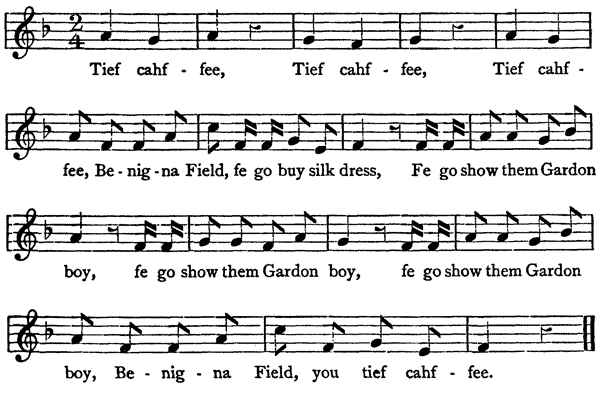 2
4
Tief cahf - fee, Tief cahf - fee, Tief cahf -
fee, Be - nig - na Field, fe go buy silk dress, Fe go show them Gardon
boy, fe go show them Gardon boy, fe go show them Gardon
boy, Be - nig - na Field, you tief cahf - fee.